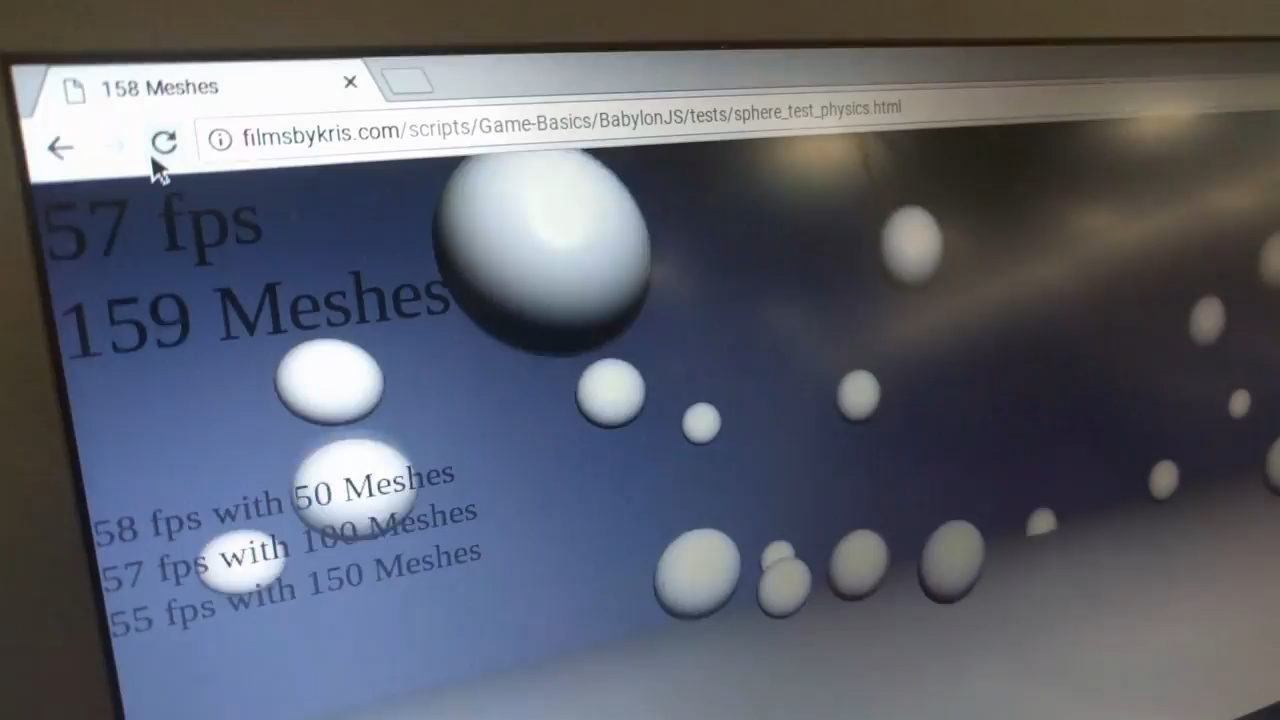 158 Meshes
filmsbykris.com/scripts/Game-Basics/BabylonJS/tests/sphere_test_physics.html
57 fps
159 Meshes
58 fps with 50 Meshes
57 fps with 100 Meshes
55 fps with 150 Meshes